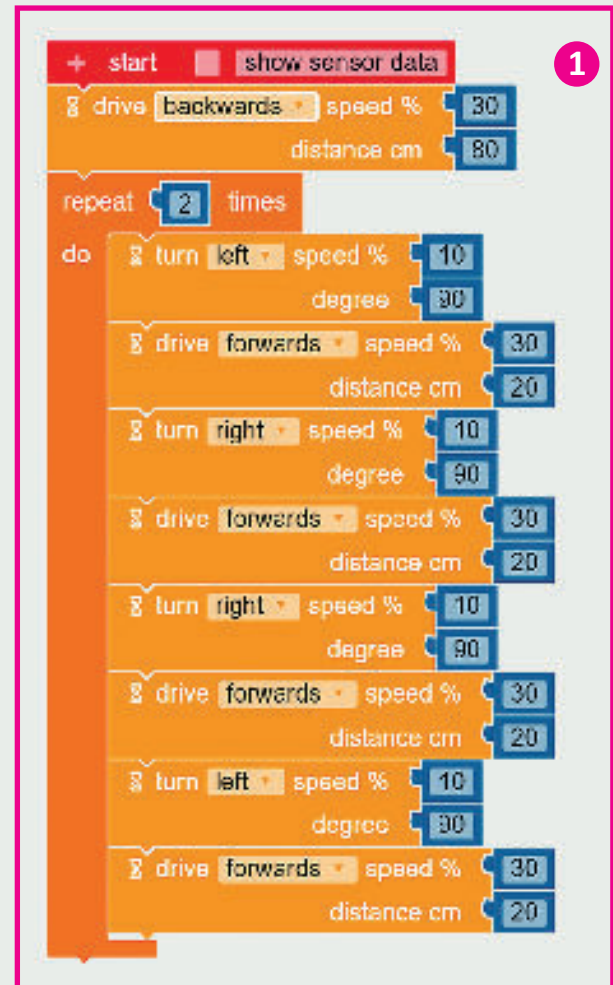 1
+ start show sensor data
drive backwards speed % 30
distance cm 80
repeat 2 times
do turn left speed % 10
degree 90
drive forwards speed % 30
distance cm 20
turn right speed % 10
degree 90
drive forwards speed % 30
distance cm 20
turn right speed % 10
degree 90
drive forwards speed % 30
distance cm 20
turn left speed % 10
degree 90
drive forwards speed % 30
distance cm 20